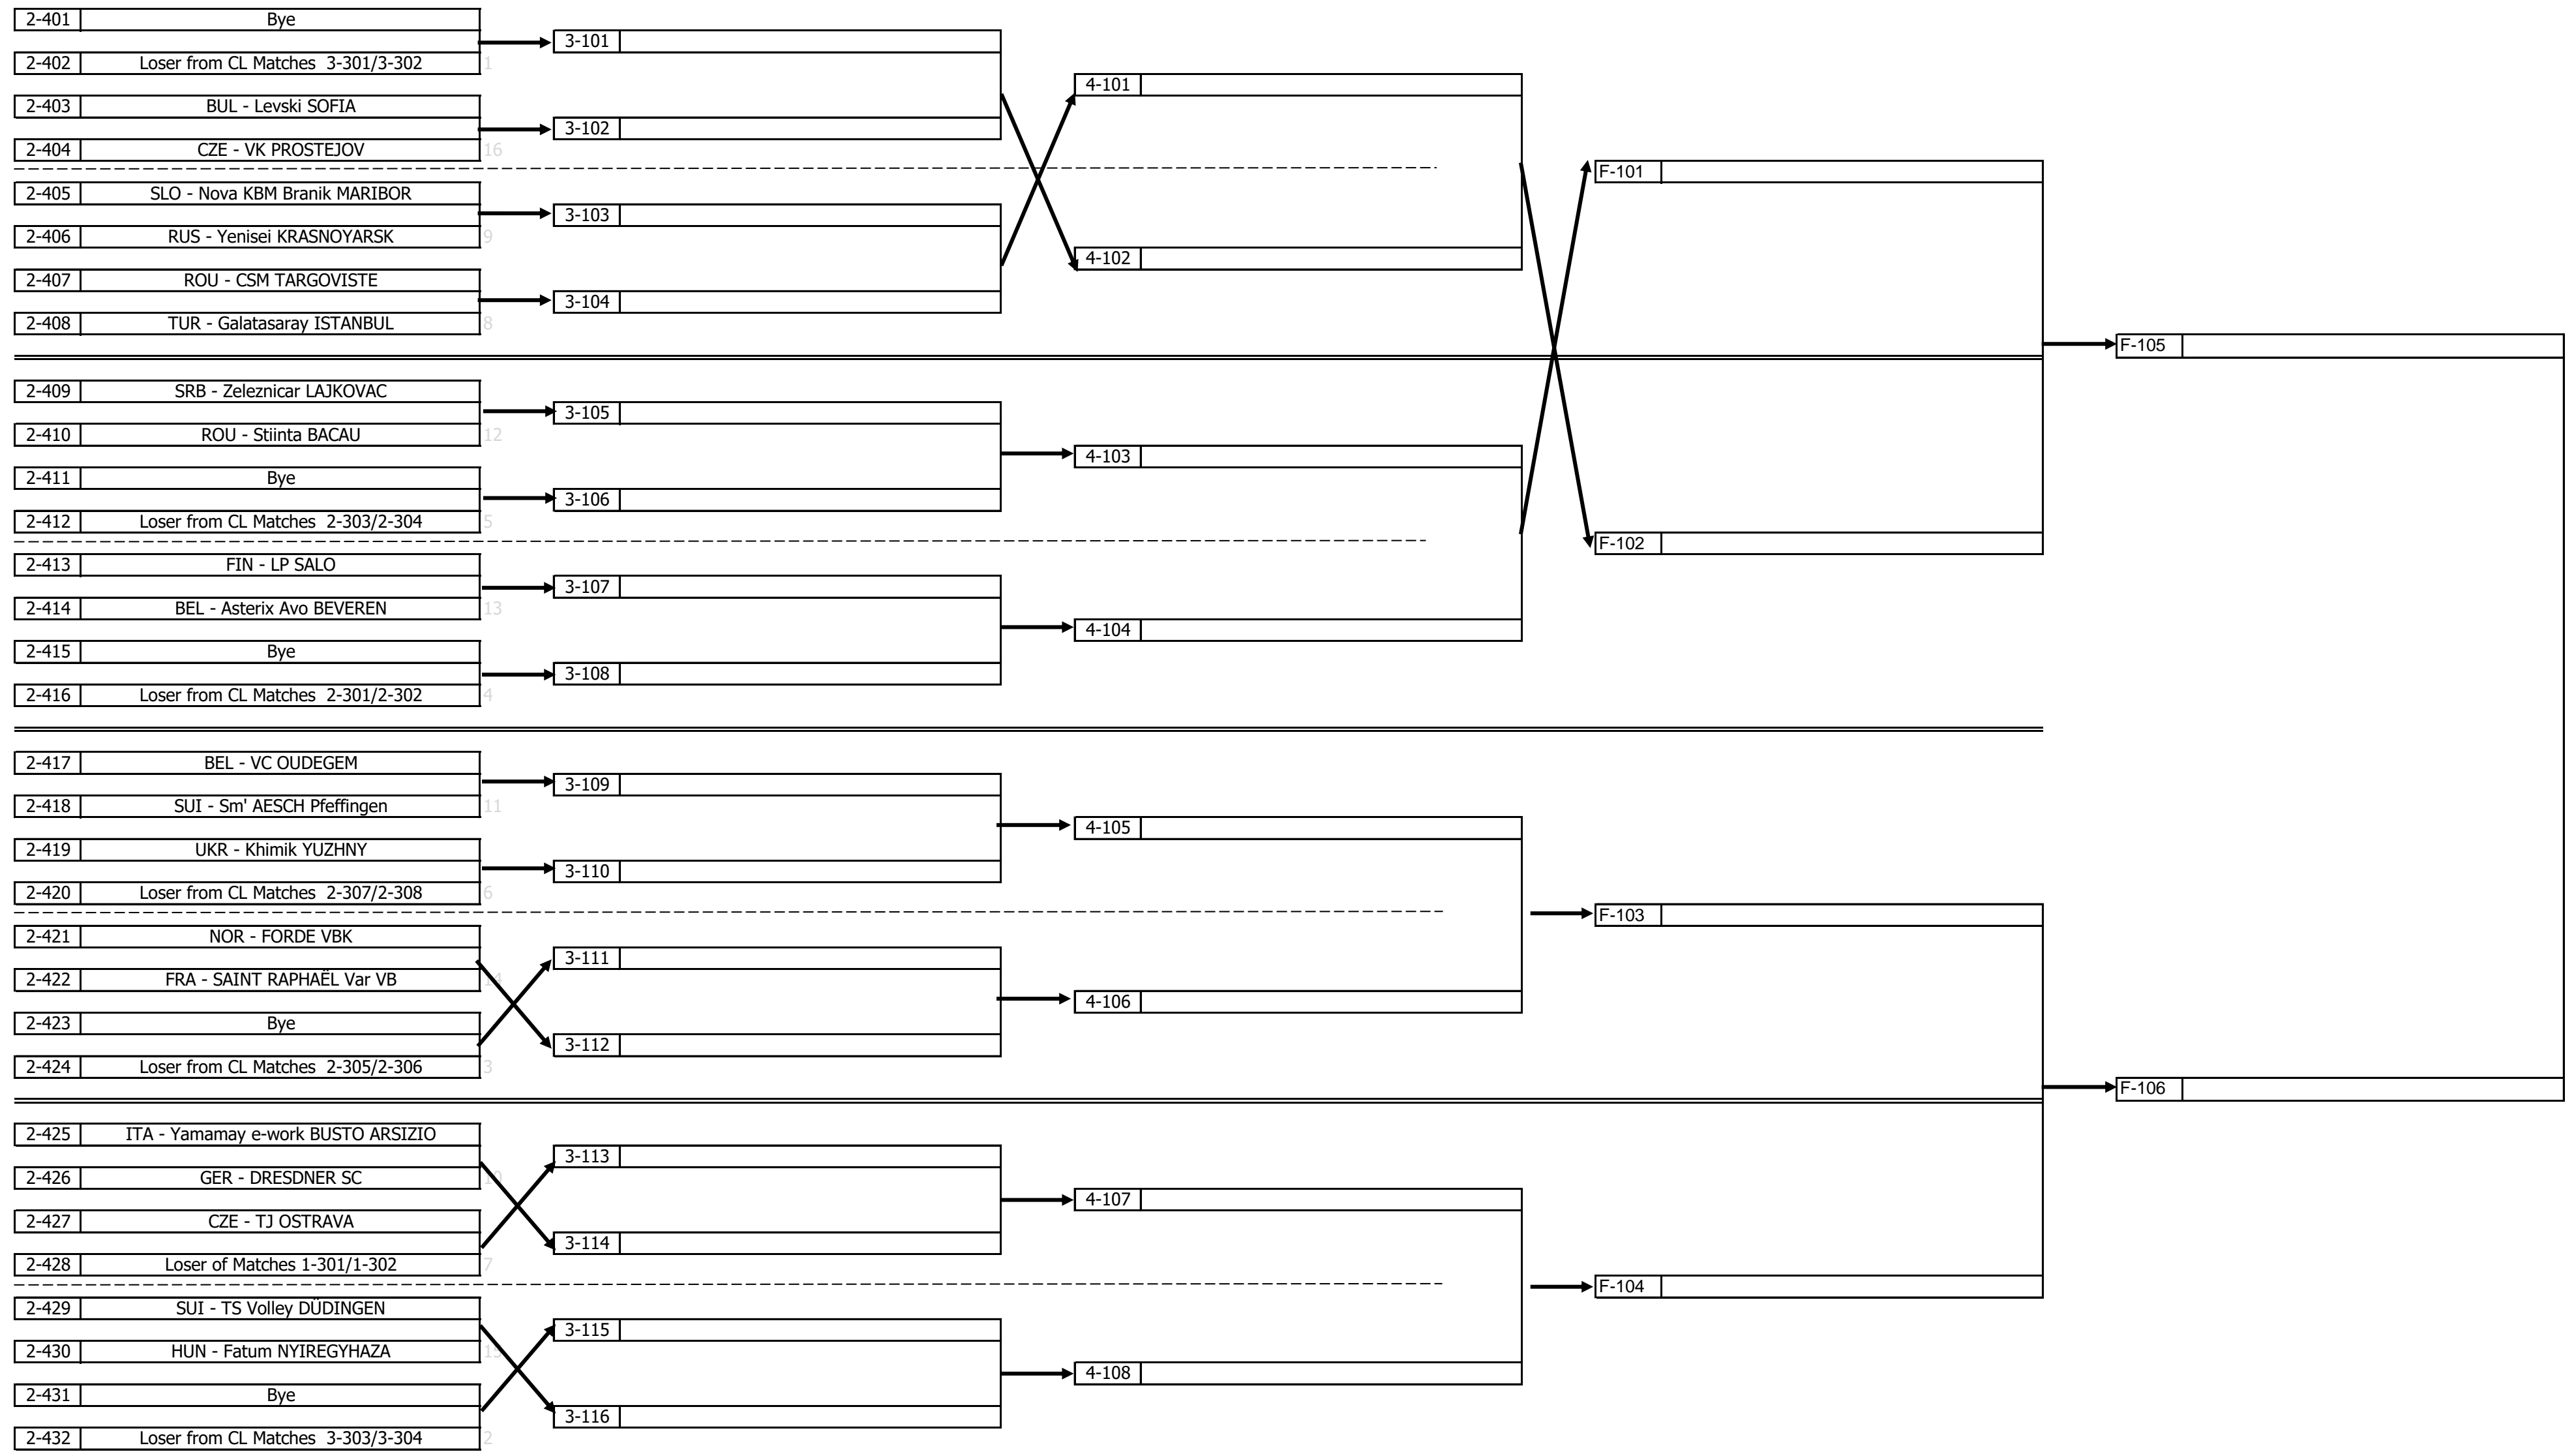 2-401 Bye
3-101
2-402 Loser from CL Matches 3-301/3-302 1
4-101
2-403 BUL - Levski SOFIA
3-102
2-404 CZE - VK PROSTEJOV 16
F-101
2-405 SLO - Nova KBM Branik MARIBOR
3-103
2-406 RUS - Yenisei KRASNOYARSK 9
4-102
2-407 ROU - CSM TARGOVISTE
3-104
2-408 TUR - Galatasaray ISTANBUL 8
F-105
2-409 SRB - Zeleznicar LAJKOVAC
3-105
2-410 ROU - Stiinta BACAU 12
4-103
2-411 Bye
3-106
2-412 Loser from CL Matches 2-303/2-304 5
F-102
2-413 FIN - LP SALO
3-107
2-414 BEL - Asterix Avo BEVEREN 13
4-104
2-415 Bye
3-108
2-416 Loser from CL Matches 2-301/2-302 4
2-417 BEL - VC OUDEGEM
3-109
2-418 SUI - Sm' AESCH Pfeffingen 11
4-105
2-419 UKR - Khimik YUZHNY
3-110
2-420 Loser from CL Matches 2-307/2-308 6
F-103
2-421 NOR - FORDE VBK
3-111
2-422 FRA - SAINT RAPHAËL Var VB
4-106
2-423 Bye
3-112
2-424 Loser from CL Matches 2-305/2-306 3
F-106
2-425 ITA - Yamamay e-work BUSTO ARSIZIO
3-113
2-426 GER - DRESDNER SC
4-107
2-427 CZE - TJ OSTRAVA
3-114
2-428 Loser of Matches 1-301/1-302 7
F-104
2-429 SUI - TS Volley DÜDINGEN
3-115
2-430 HUN - Fatum NYIREGYHAZA
4-108
2-431 Bye
3-116
2-432 Loser from CL Matches 3-303/3-304 2